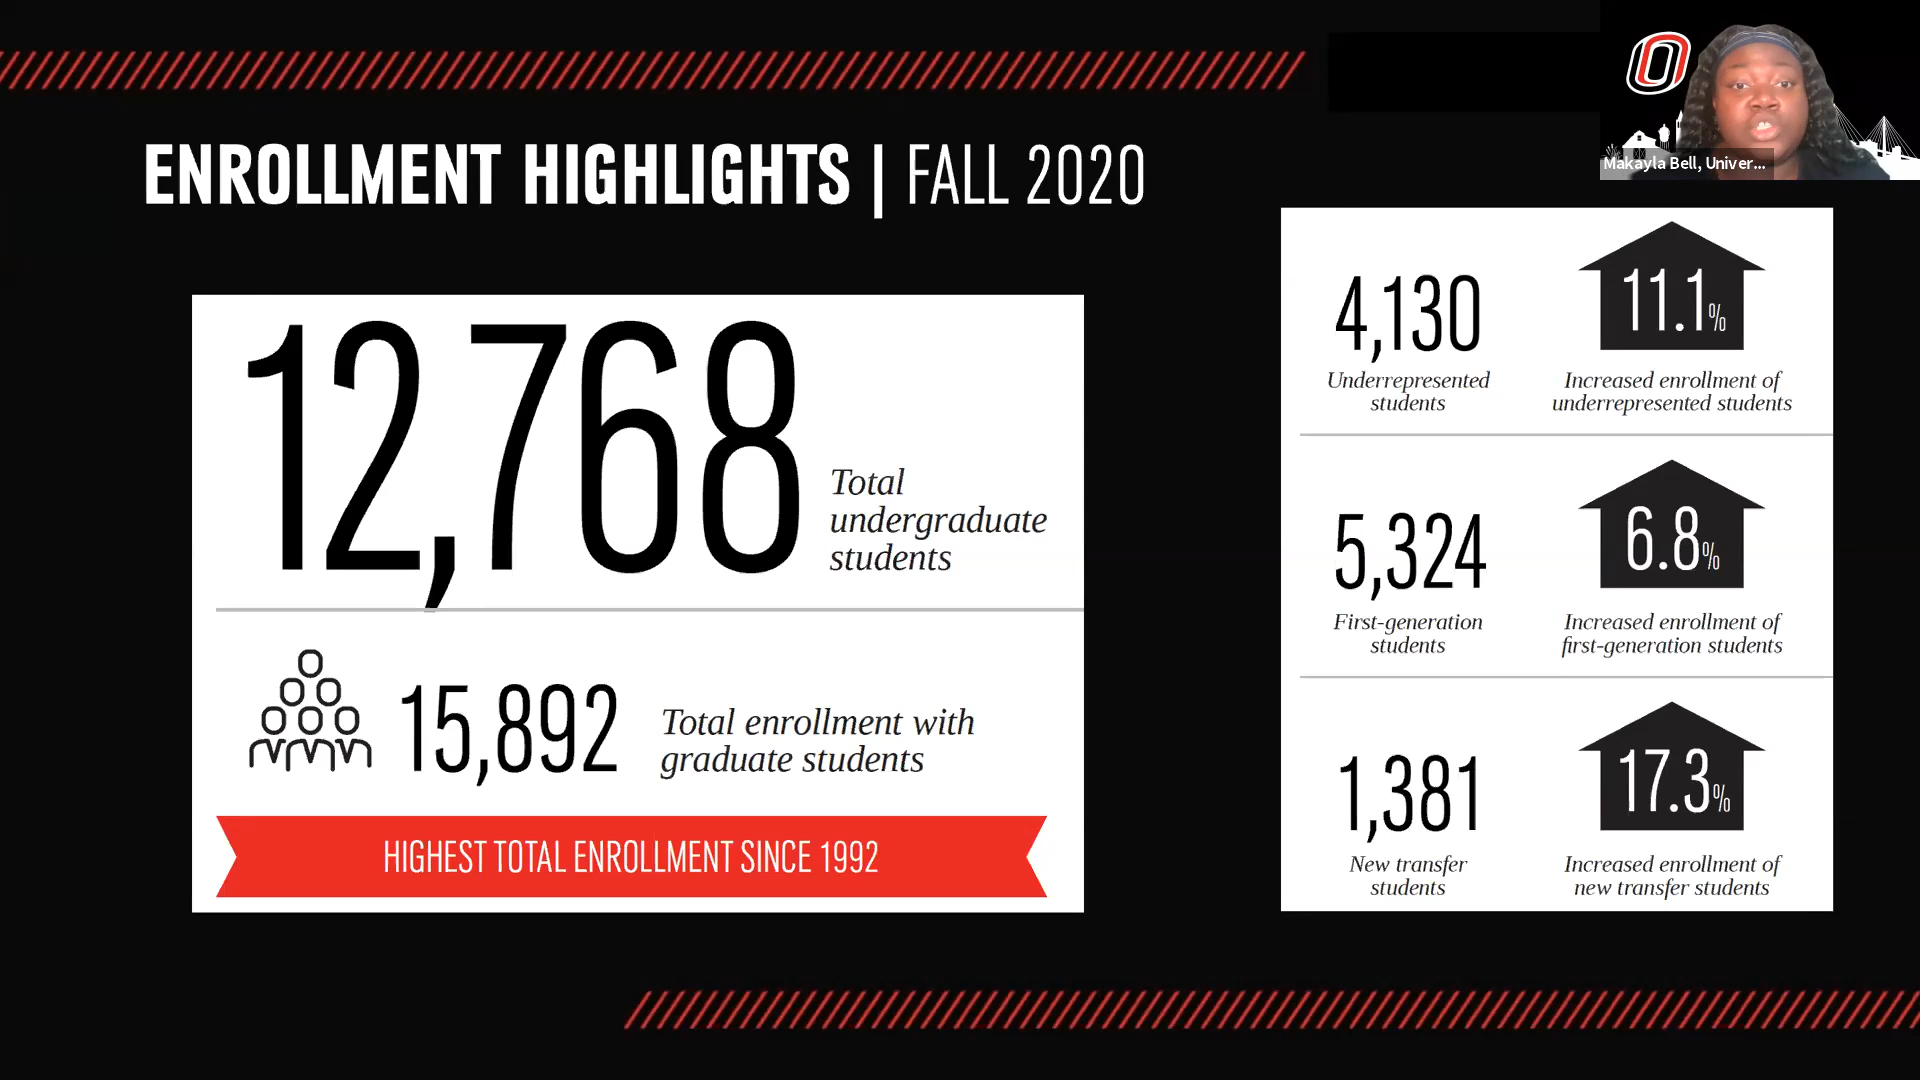 ENROLLMENT HIGHLIGHTS | FALL 2020
12,768
Total
undergraduate
students
15,892
Total enrollment with
graduate students
HIGHEST TOTAL ENROLLMENT SINCE 1992
O
Makayla Bell, Univer...
4,130
Underrepresented
students
11.1%
Increased enrollment of
underrepresented students
5,324
First-generation
students
6.8%
Increased enrollment of
first-generation students
1,381
New transfer
students
17.3%
Increased enrollment of
new transfer students